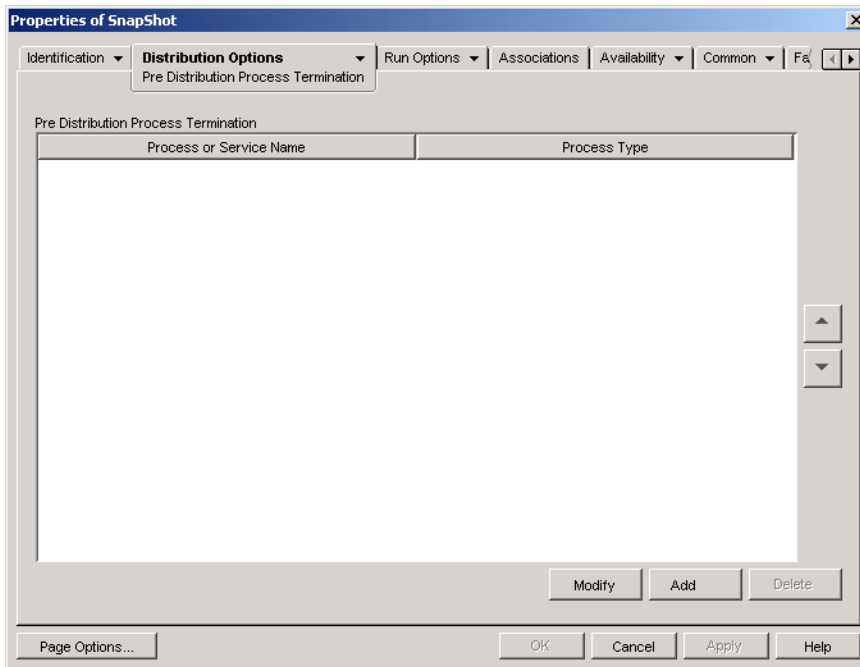 Properties of SnapShot
Identification Distribution Options Run Options Associations Availability Common
Pre Distribution Process Termination
Pre Distribution Process Termination
Process or Service Name Process Type
Modify Add Delete
Page Options... OK Cancel Apply Help